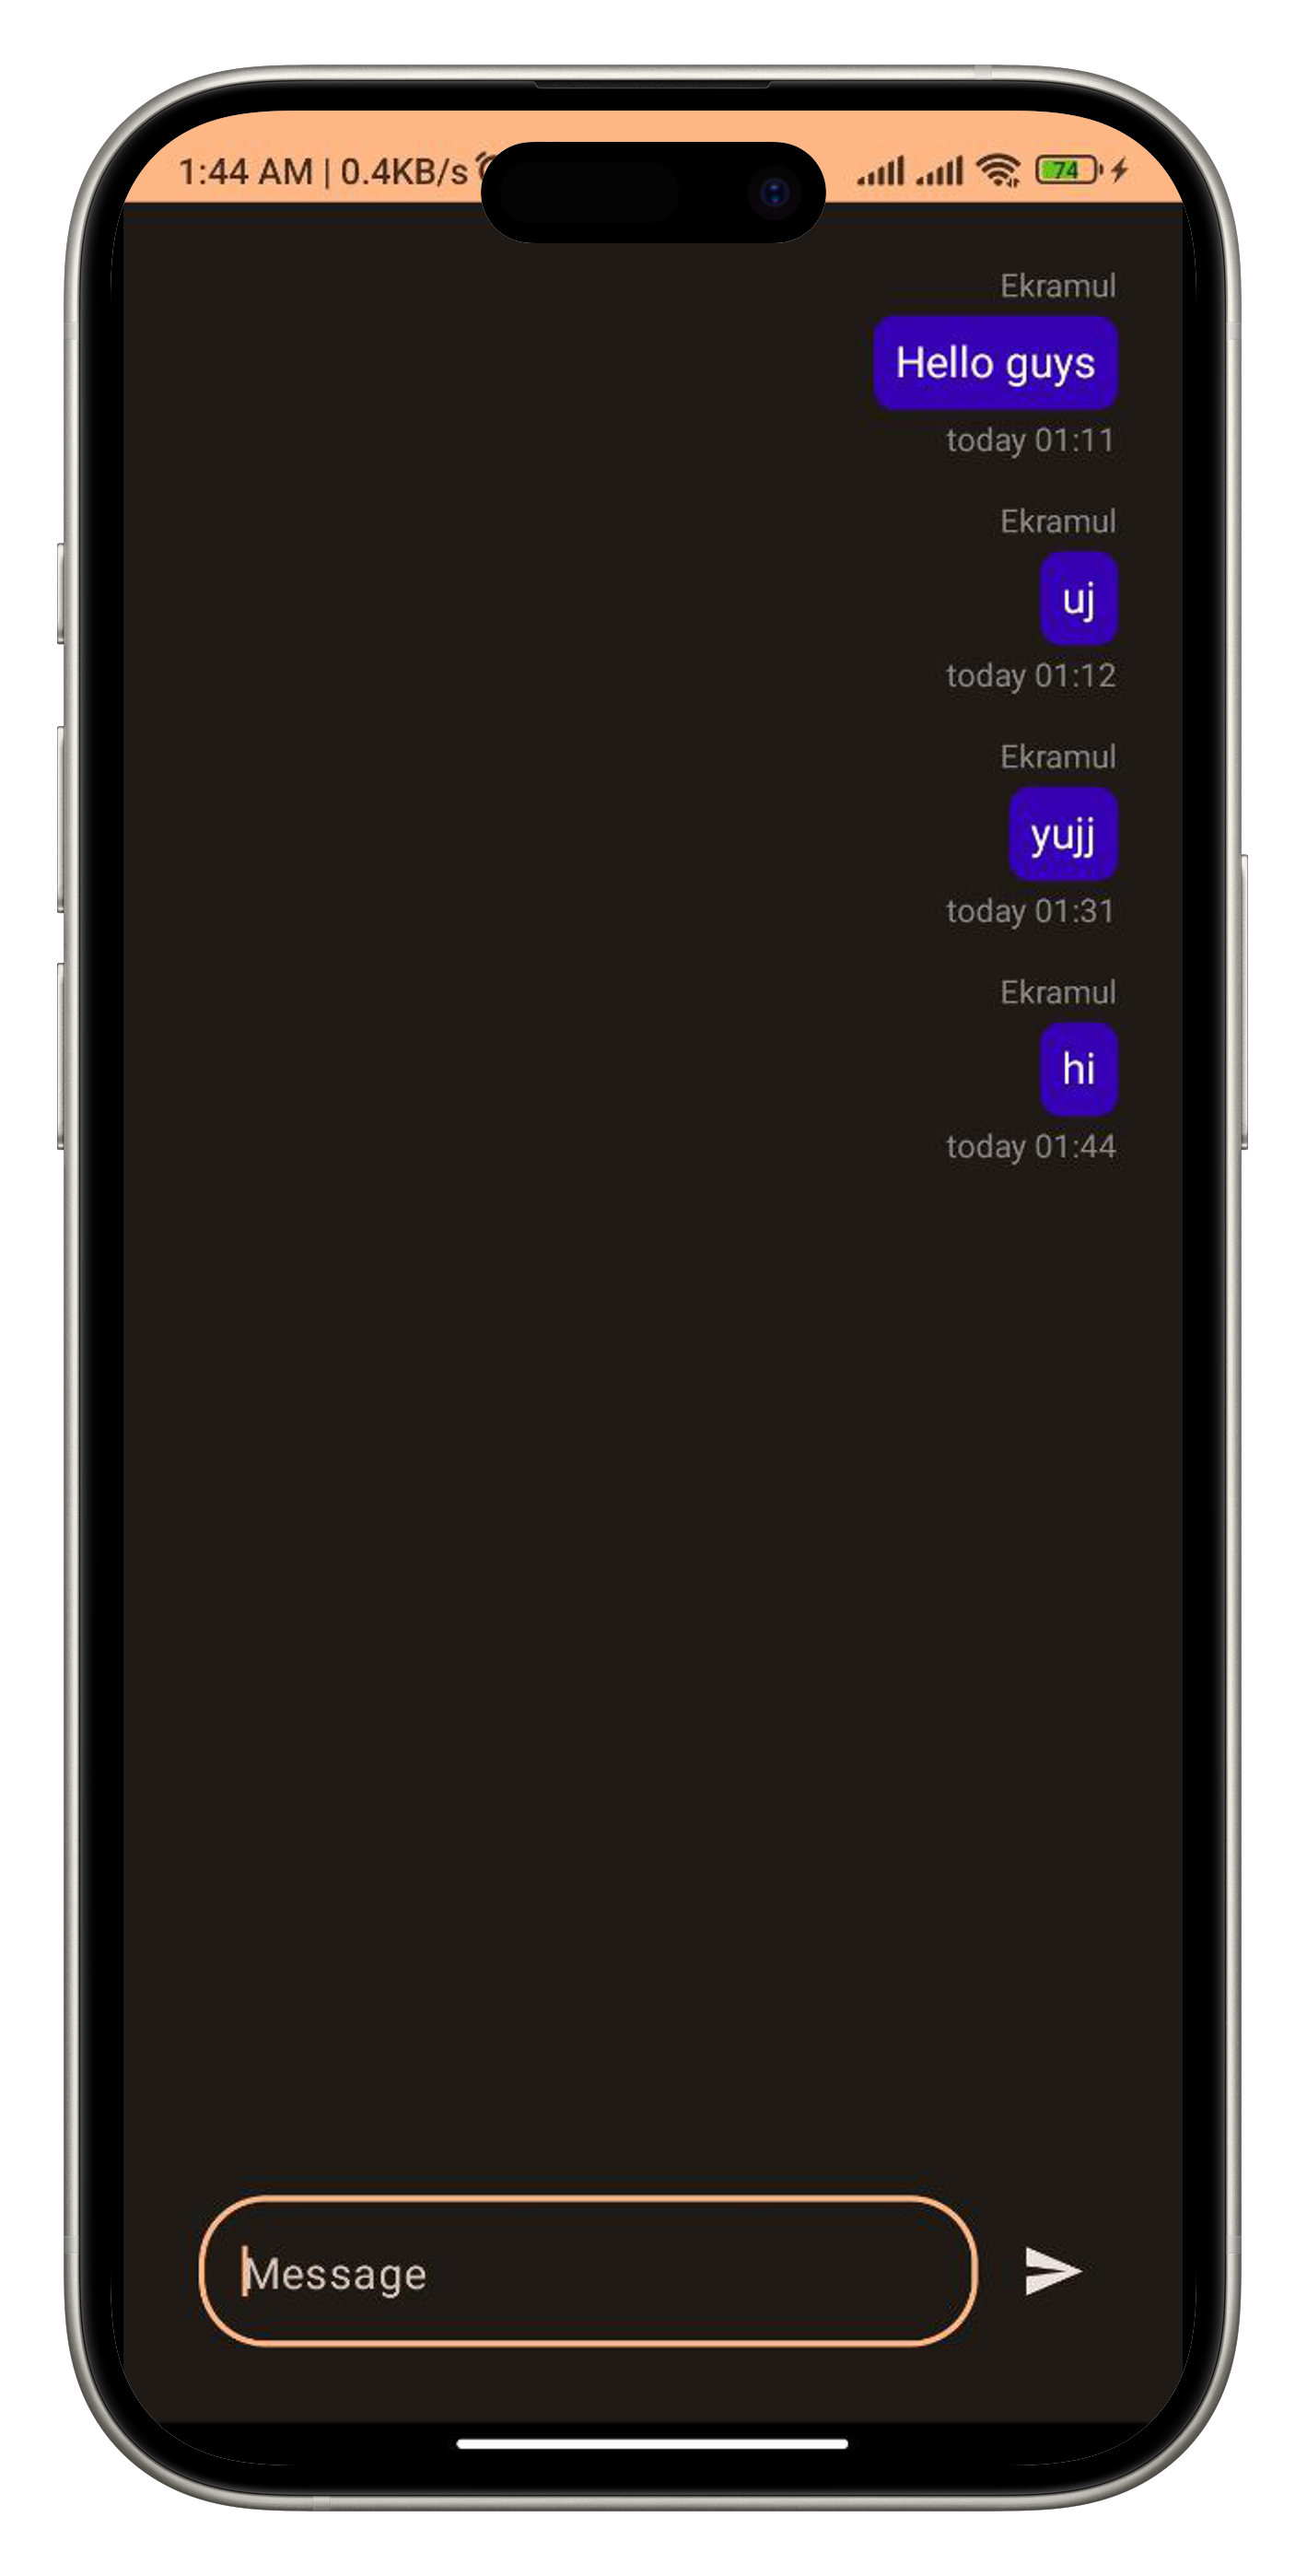 1:44 AM | 0.4KB/s 74
Ekramul
Hello guys
today 01:11
Ekramul
uj
today 01:12
Ekramul
yujj
today 01:31
Ekramul
hi
today 01:44
Message